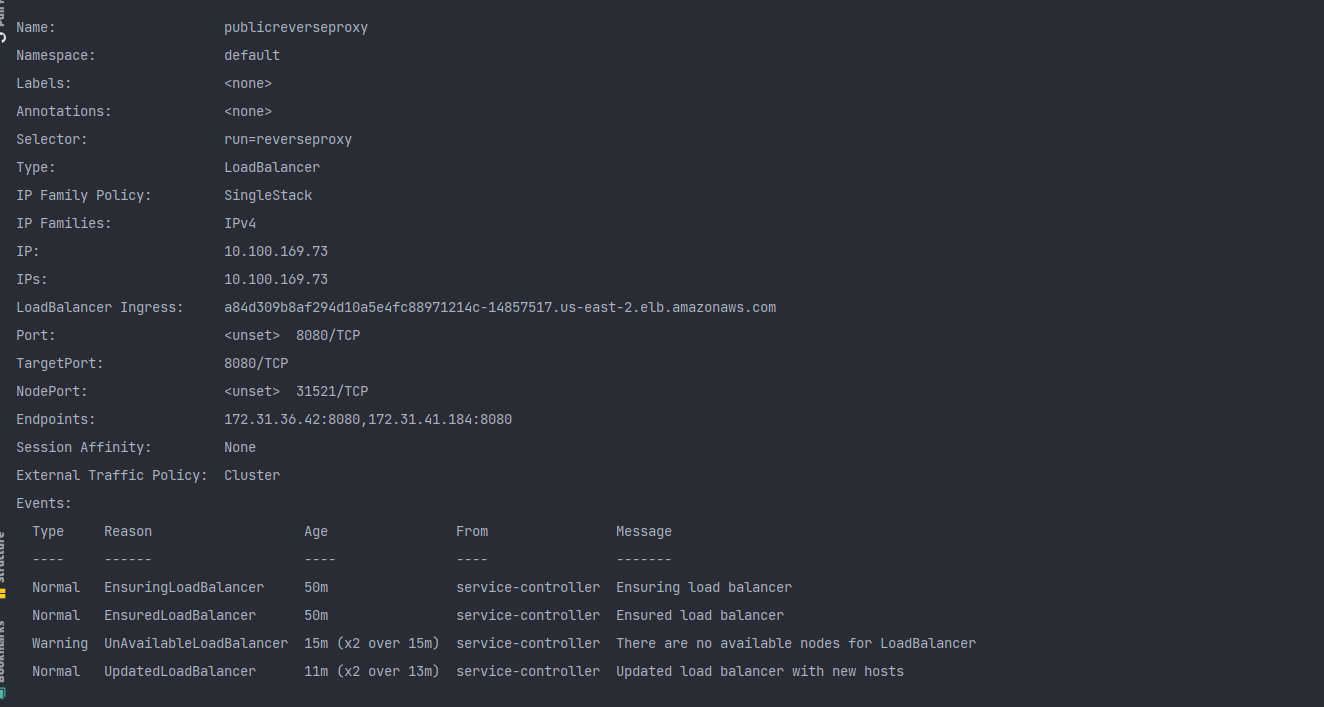 Name: publicreverseproxy
Namespace: default
Labels: <none>
Annotations: <none>
Selector: run=reverseproxy
Type: LoadBalancer
IP Family Policy: SingleStack
IP Families: IPv4
IP: 10.100.169.73
IPs: 10.100.169.73
LoadBalancer Ingress: a84d309b8af294d10a5e4fc88971214c-14857517.us-east-2.elb.amazonaws.com
Port: <unset> 8080/TCP
TargetPort: 8080/TCP
NodePort: <unset> 31521/TCP
Endpoints: 172.31.36.42:8080,172.31.41.184:8080
Session Affinity: None
External Traffic Policy: Cluster
Events:
Type Reason Age From Message
---- ------ ---- ---- -------
Normal EnsuringLoadBalancer 50m service-controller Ensuring load balancer
Normal EnsuredLoadBalancer 50m service-controller Ensured load balancer
Warning UnAvailableLoadBalancer 15m (x2 over 15m) service-controller There are no available nodes for LoadBalancer
Normal UpdatedLoadBalancer 11m (x2 over 13m) service-controller Updated load balancer with new hosts
Structure
Bookmarks